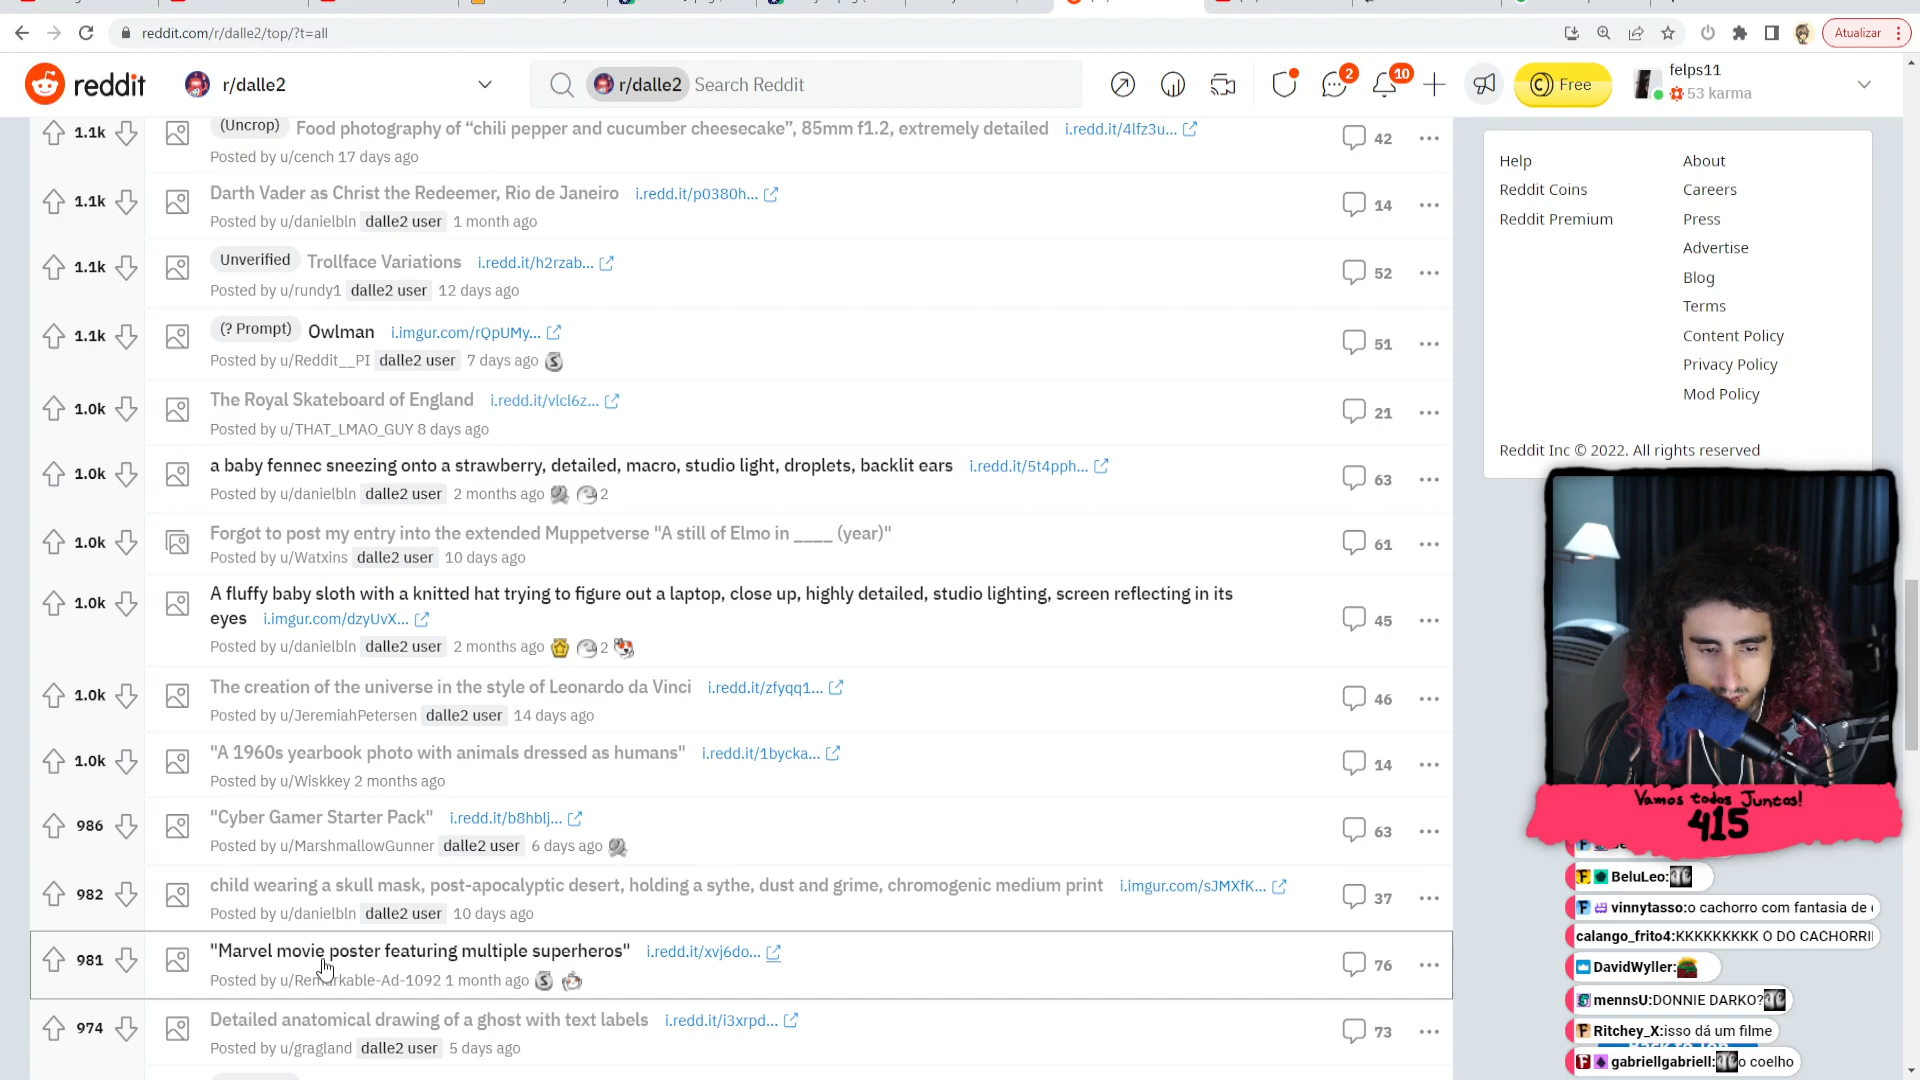 reddit.com/r/dalle2/top/?t=all
Atualizar
reddit
r/dalle2
r/dalle2 Search Reddit
2
10
Free
felps11
53 karma
1.1k
(Uncrop) Food photography of “chili pepper and cucumber cheesecake”, 85mm f1.2, extremely detailed i.redd.it/4lfz3u...
Posted by u/cench 17 days ago
42
1.1k
Darth Vader as Christ the Redeemer, Rio de Janeiro i.redd.it/p0380h...
Posted by u/danielbln dalle2 user 1 month ago
14
1.1k
Unverified Trollface Variations i.redd.it/h2rzab...
Posted by u/rundy1 dalle2 user 12 days ago
52
1.1k
(? Prompt) Owlman i.imgur.com/rQpUMy...
Posted by u/Reddit__PI dalle2 user 7 days ago
51
1.0k
The Royal Skateboard of England i.redd.it/vlcl6z...
Posted by u/THAT_LMAO_GUY 8 days ago
21
1.0k
a baby fennec sneezing onto a strawberry, detailed, macro, studio light, droplets, backlit ears i.redd.it/5t4pph...
Posted by u/danielbln dalle2 user 2 months ago 2
63
1.0k
Forgot to post my entry into the extended Muppetverse "A still of Elmo in ____ (year)"
Posted by u/Watxins dalle2 user 10 days ago
61
1.0k
A fluffy baby sloth with a knitted hat trying to figure out a laptop, close up, highly detailed, studio lighting, screen reflecting in its
eyes i.imgur.com/dzyUvX...
Posted by u/danielbln dalle2 user 2 months ago 2
45
1.0k
The creation of the universe in the style of Leonardo da Vinci i.redd.it/zfyqq1...
Posted by u/JeremiahPetersen dalle2 user 14 days ago
46
1.0k
"A 1960s yearbook photo with animals dressed as humans" i.redd.it/1bycka...
Posted by u/Wiskkey 2 months ago
14
986
"Cyber Gamer Starter Pack" i.redd.it/b8hblj...
Posted by u/MarshmallowGunner dalle2 user 6 days ago
63
982
child wearing a skull mask, post-apocalyptic desert, holding a sythe, dust and grime, chromogenic medium print i.imgur.com/sJMXfK...
Posted by u/danielbln dalle2 user 10 days ago
37
981
"Marvel movie poster featuring multiple superheros" i.redd.it/xvj6do...
Posted by u/Remarkable-Ad-1092 1 month ago
76
974
Detailed anatomical drawing of a ghost with text labels i.redd.it/i3xrpd...
Posted by u/gragland dalle2 user 5 days ago
73
Help
About
Reddit Coins
Careers
Reddit Premium
Press
Advertise
Blog
Terms
Content Policy
Privacy Policy
Mod Policy
Reddit Inc © 2022. All rights reserved
Vamos todos Juntos!
415
BeluLeo:
vinnytasso:o cachorro com fantasia de
calango_frito4:KKKKKKKKK O DO CACHORRI
DavidWyller:
mennsU:DONNIE DARKO?
Ritchey_X:isso dá um filme
Back to Top
gabriellgabriell:o coelho